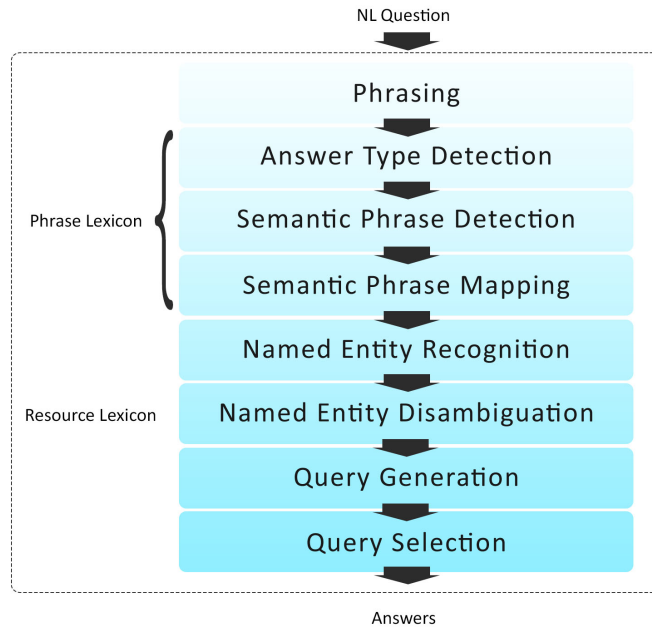 NL Question
Phrasing
Answer Type Detection
Semantic Phrase Detection
Phrase Lexicon
Semantic Phrase Mapping
Named Entity Recognition
Named Entity Disambiguation
Resource Lexicon
Query Generation
Query Selection
Answers